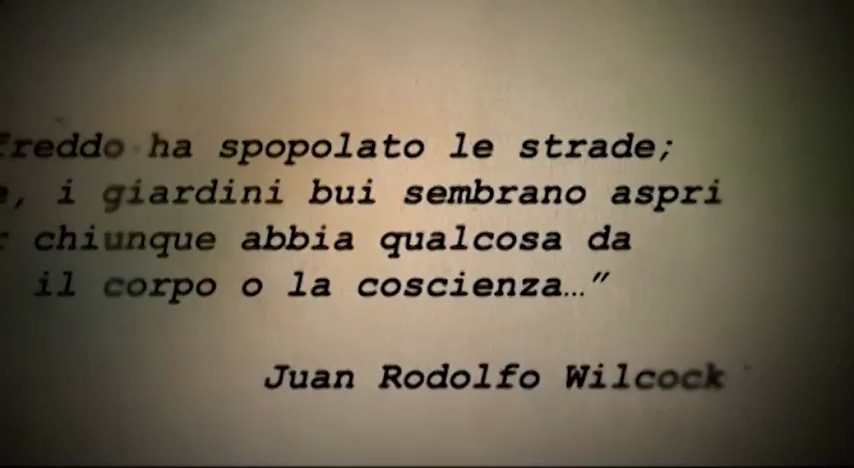 freddo ha spopolato le strade;
, i giardini bui sembrano aspri
chiunque abbia qualcosa da
il corpo o la coscienza…”
Juan Rodolfo Wilcock